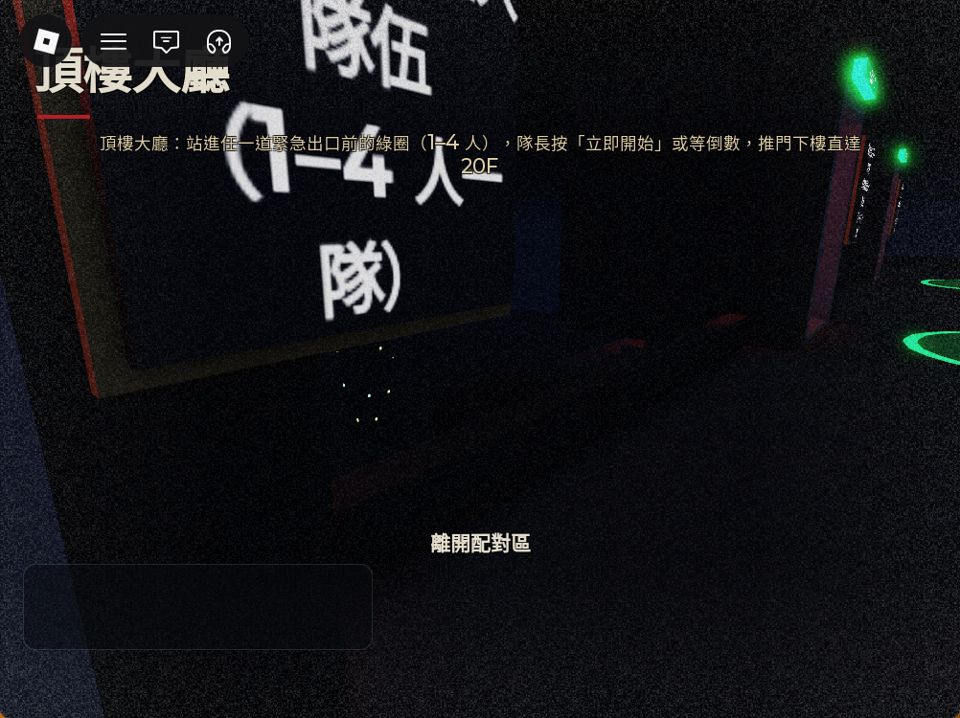 隊伍
頂樓大廳
頂樓大廳：站進任一道緊急出口前的綠圈（1–4 人），隊長按「立即開始」或等倒數，推門下樓直達
20F
（1–4 人一
隊）
離開配對區